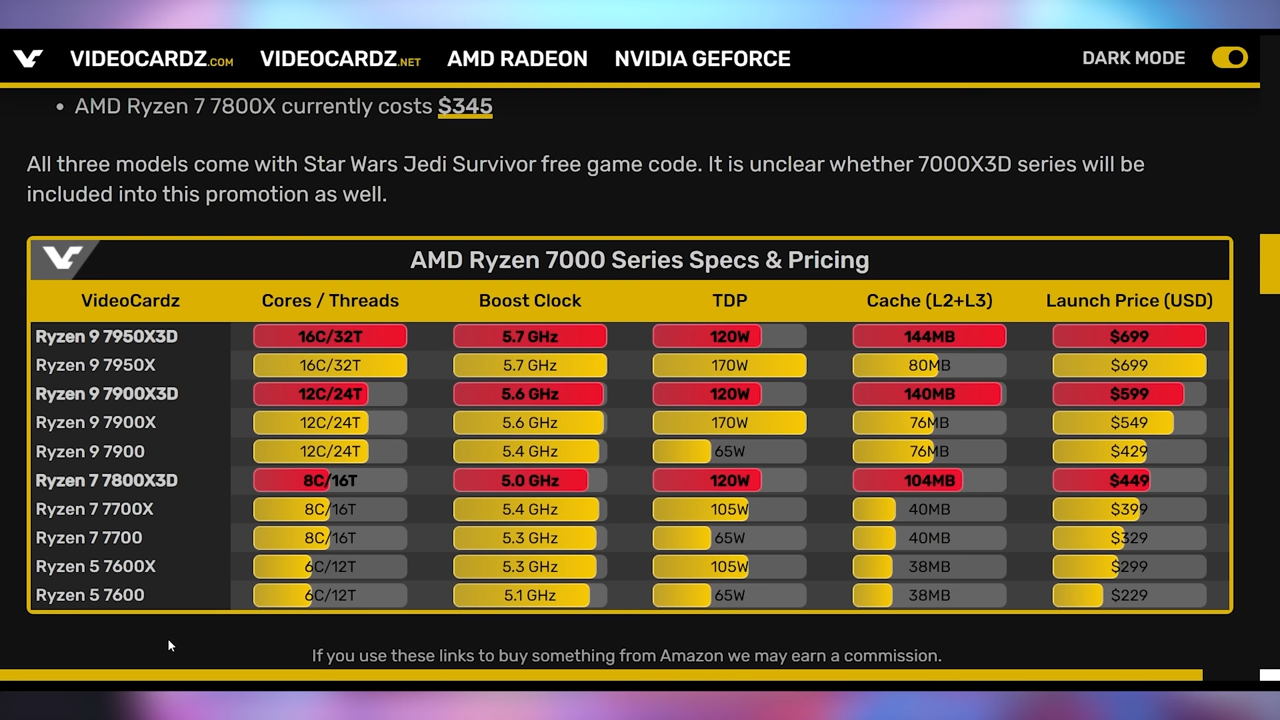 VIDEOCARDZ.COM VIDEOCARDZ.NET AMD RADEON NVIDIA GEFORCE DARK MODE
• AMD Ryzen 7 7800X currently costs $345
All three models come with Star Wars Jedi Survivor free game code. It is unclear whether 7000X3D series will be
included into this promotion as well.
AMD Ryzen 7000 Series Specs & Pricing
VideoCardz Cores / Threads Boost Clock TDP Cache (L2+L3) Launch Price (USD)
Ryzen 9 7950X3D 16C/32T 5.7 GHz 120W 144MB $699
Ryzen 9 7950X 16C/32T 5.7 GHz 170W 80MB $699
Ryzen 9 7900X3D 12C/24T 5.6 GHz 120W 140MB $599
Ryzen 9 7900X 12C/24T 5.6 GHz 170W 76MB $549
Ryzen 9 7900 12C/24T 5.4 GHz 65W 76MB $429
Ryzen 7 7800X3D 8C/16T 5.0 GHz 120W 104MB $449
Ryzen 7 7700X 8C/16T 5.4 GHz 105W 40MB $399
Ryzen 7 7700 8C/16T 5.3 GHz 65W 40MB $329
Ryzen 5 7600X 6C/12T 5.3 GHz 105W 38MB $299
Ryzen 5 7600 6C/12T 5.1 GHz 65W 38MB $229
If you use these links to buy something from Amazon we may earn a commission.